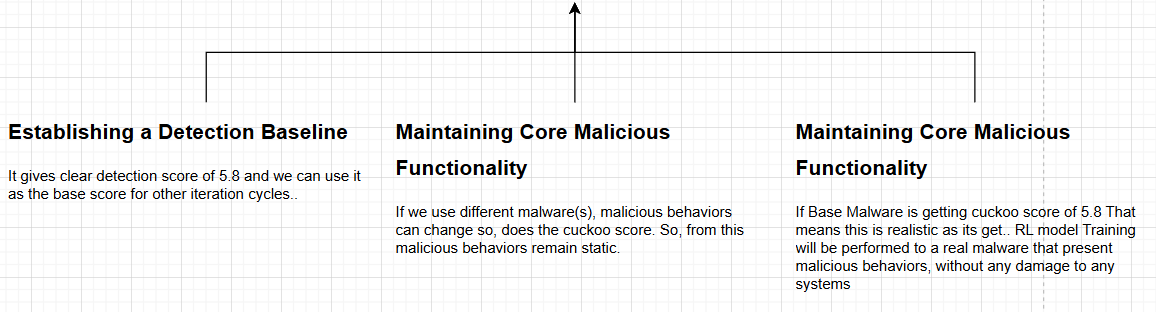 Establishing a Detection Baseline
It gives clear detection score of 5.8 and we can use it
as the base score for other iteration cycles..
Maintaining Core Malicious
Functionality
If we use different malware(s), malicious behaviors
can change so, does the cuckoo score. So, from this
malicious behaviors remain static.
Maintaining Core Malicious
Functionality
If Base Malware is getting cuckoo score of 5.8 That
means this is realistic as its get.. RL model Training
will be performed to a real malware that present
malicious behaviors, without any damage to any
systems